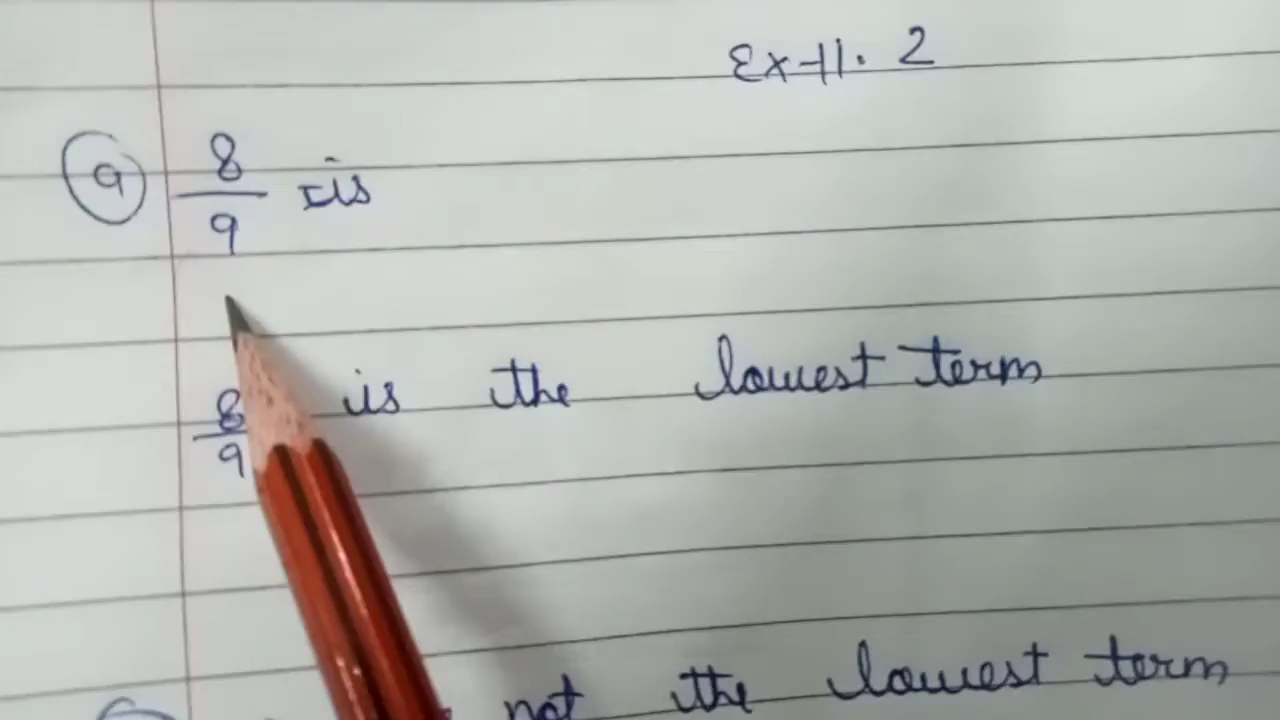 Ex-11. 2
a 8/9 is
8/9 is the lowest term
not the lowest term